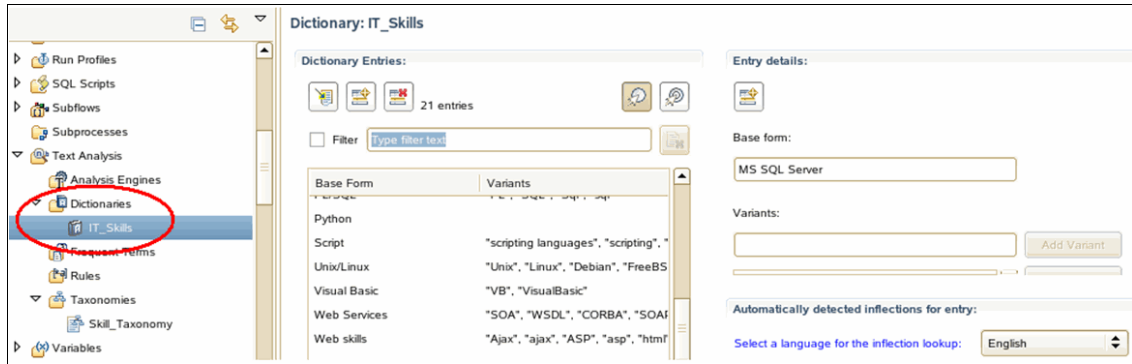 Dictionary: IT_Skills
Run Profiles
SQL Scripts
Subflows
Subprocesses
Text Analysis
Analysis Engines
Dictionaries
IT_Skills
Frequent Terms
Rules
Taxonomies
Skill_Taxonomy
Variables
Dictionary Entries:
21 entries
Filter Type filter text
Base Form Variants
Python
Script "scripting languages", "scripting", "
Unix/Linux "Unix", "Linux", "Debian", "FreeBS
Visual Basic "VB", "VisualBasic"
Web Services "SOA", "WSDL", "CORBA", "SOAP
Web skills "Ajax", "ajax", "ASP", "asp", "html"
Entry details:
Base form:
MS SQL Server
Variants:
Add Variant
Automatically detected inflections for entry:
Select a language for the inflection lookup: English